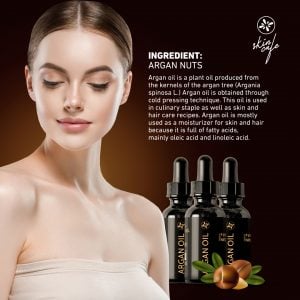 skin
cafe
INGREDIENT:
ARGAN NUTS
Argan oil is a plant oil produced from
the kernels of the argan tree (Argania
spinosa L.) Argan oil is obtained through
cold pressing technique. This oil is used
in culinary staple as well as skin and
hair care recipes. Argan oil is mostly
used as a moisturizer for skin and hair
because it is full of fatty acids,
mainly oleic acid and linoleic acid.
ARGAN OIL
ARGAN OIL
ARGAN OIL